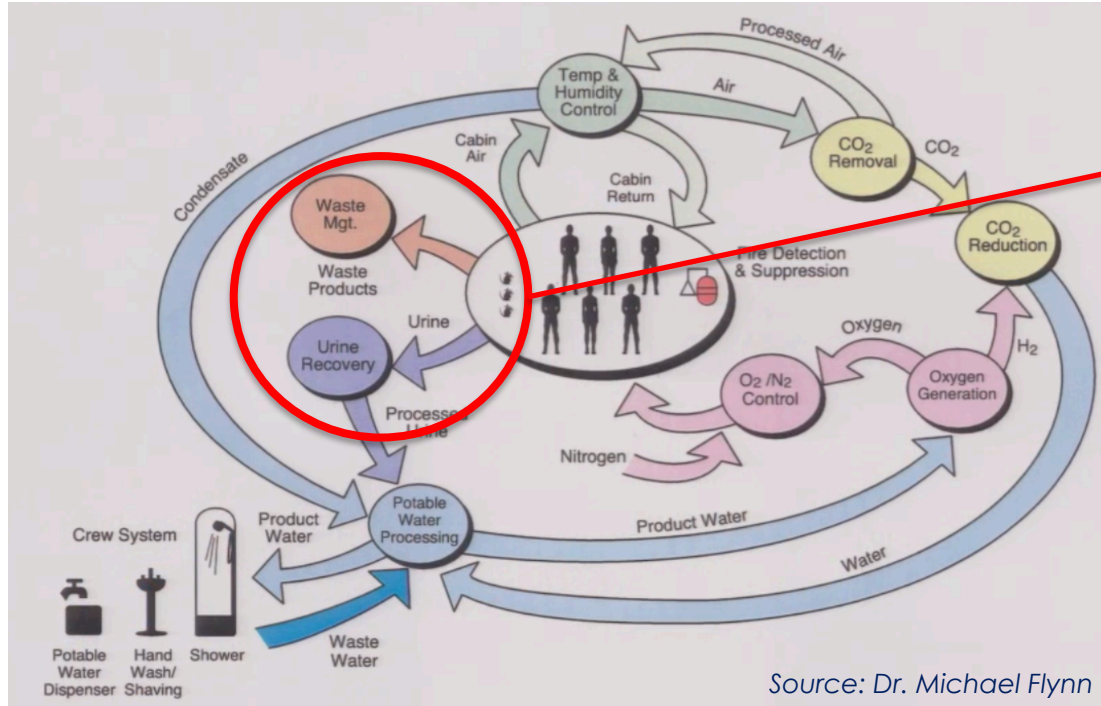 Processed Air
Temp &
Humidity
Control
Air
Cabin
Air
CO2
Removal
CO2
Condensate
Cabin
Return
Waste
Mgt.
CO2
Reduction
Fire Detection
& Suppression
Waste
Products
Urine
Oxygen
H2
Urine
Recovery
O2 /N2
Control
Oxygen
Generation
Processed
Urine
Nitrogen
Potable
Water
Processing
Product
Water
Product Water
Crew System
Water
Waste
Water
Potable
Water
Dispenser
Hand
Wash/
Shaving
Shower
Source: Dr. Michael Flynn